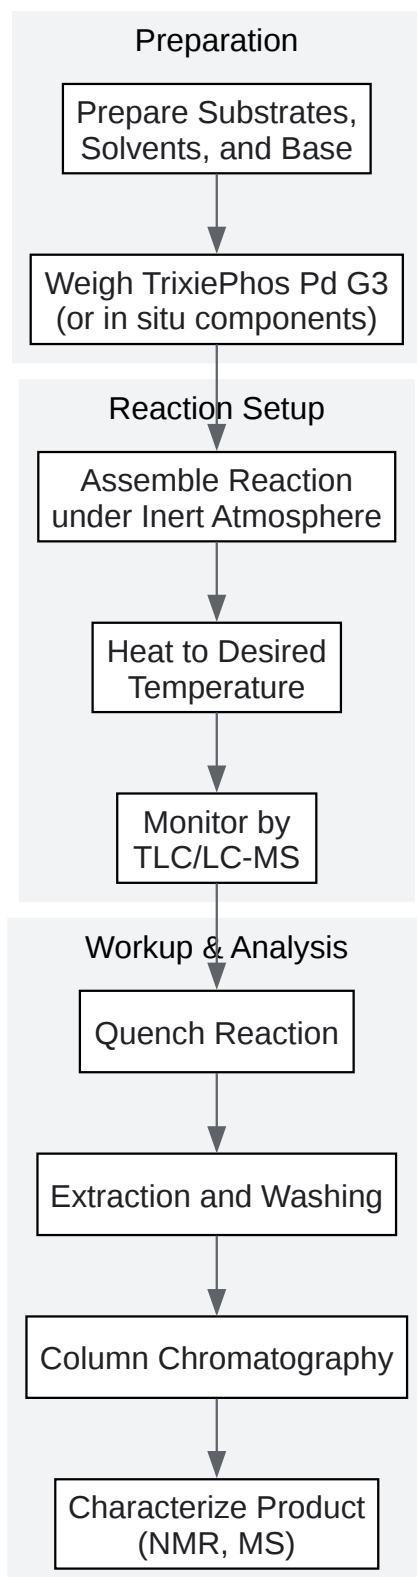 Preparation
Prepare Substrates,
Solvents, and Base
Weigh TrixiePhos Pd G3
(or in situ components)
Reaction Setup
Assemble Reaction
under Inert Atmosphere
Heat to Desired
Temperature
Monitor by
TLC/LC-MS
Workup & Analysis
Quench Reaction
Extraction and Washing
Column Chromatography
Characterize Product
(NMR, MS)